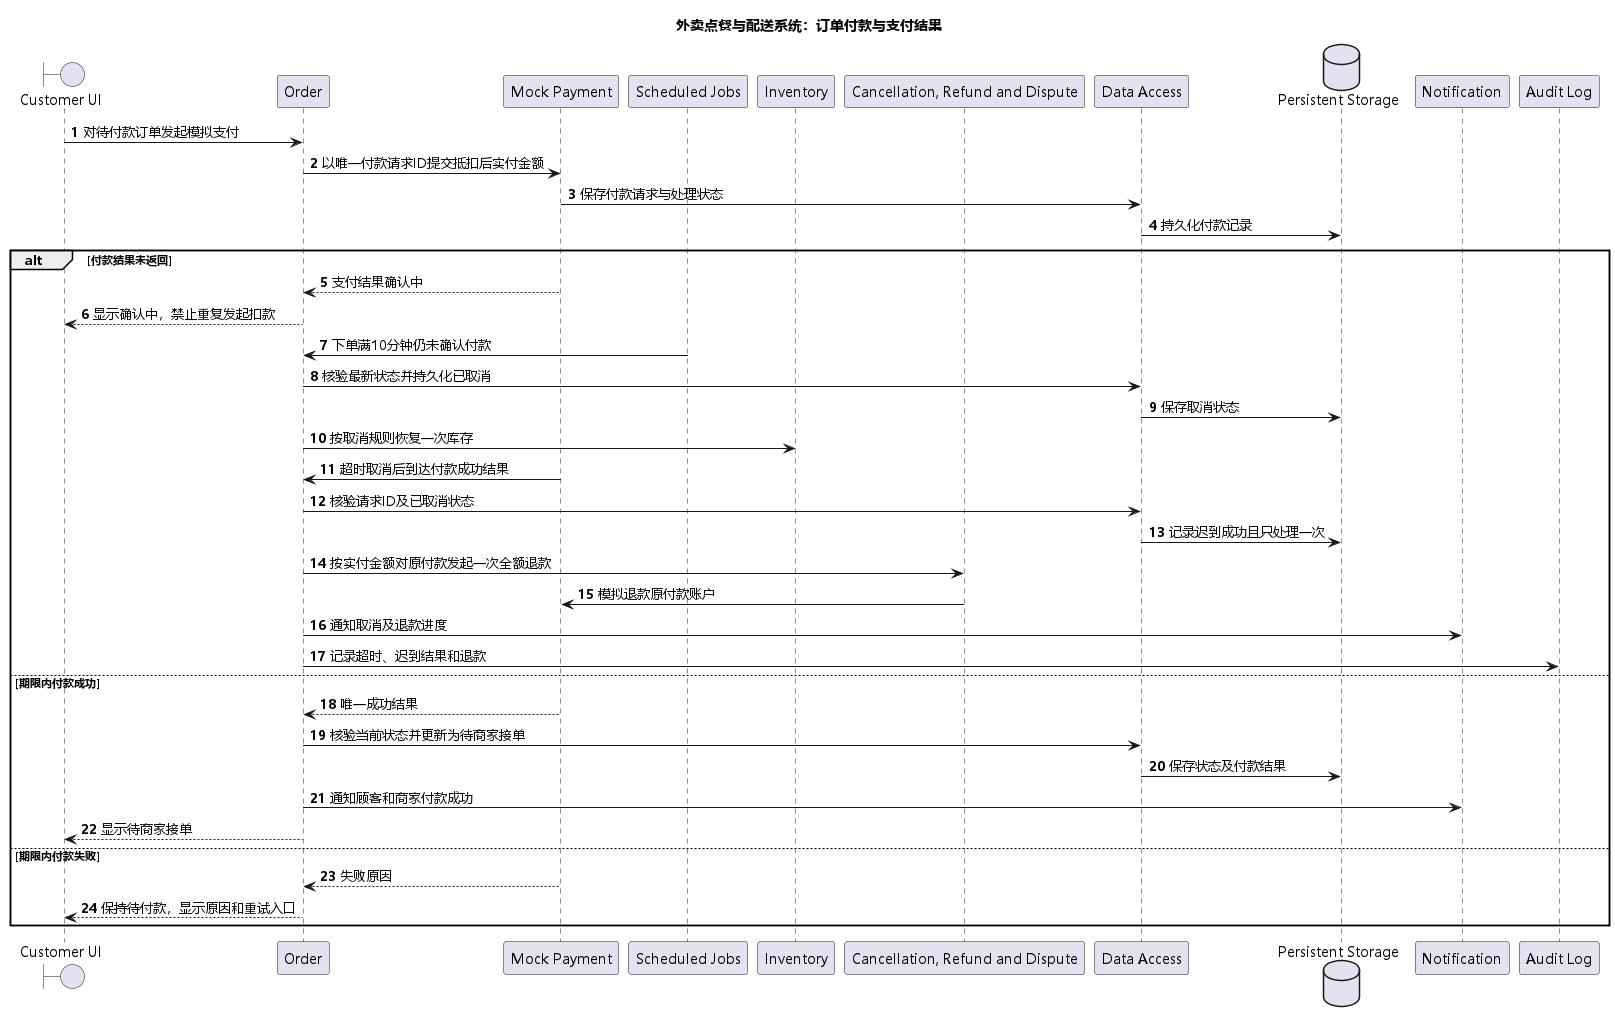 外卖点餐与配送系统：订单付款与支付结果
Customer UI
Order
Mock Payment
Scheduled Jobs
Inventory
Cancellation, Refund and Dispute
Data Access
Persistent Storage
Notification
Audit Log
1 对待付款订单发起模拟支付
2 以唯一付款请求ID提交抵扣后实付金额
3 保存付款请求与处理状态
4 持久化付款记录
alt [付款结果未返回]
5 支付结果确认中
6 显示确认中，禁止重复发起扣款
7 下单满10分钟仍未确认付款
8 核验最新状态并持久化已取消
9 保存取消状态
10 按取消规则恢复一次库存
11 超时取消后到达付款成功结果
12 核验请求ID及已取消状态
13 记录迟到成功且只处理一次
14 按实付金额对原付款发起一次全额退款
15 模拟退款原付款账户
16 通知取消及退款进度
17 记录超时、迟到结果和退款
[期限内付款成功]
18 唯一成功结果
19 核验当前状态并更新为待商家接单
20 保存状态及付款结果
21 通知顾客和商家付款成功
22 显示待商家接单
[期限内付款失败]
23 失败原因
24 保持待付款，显示原因和重试入口
Customer UI
Order
Mock Payment
Scheduled Jobs
Inventory
Cancellation, Refund and Dispute
Data Access
Persistent Storage
Notification
Audit Log